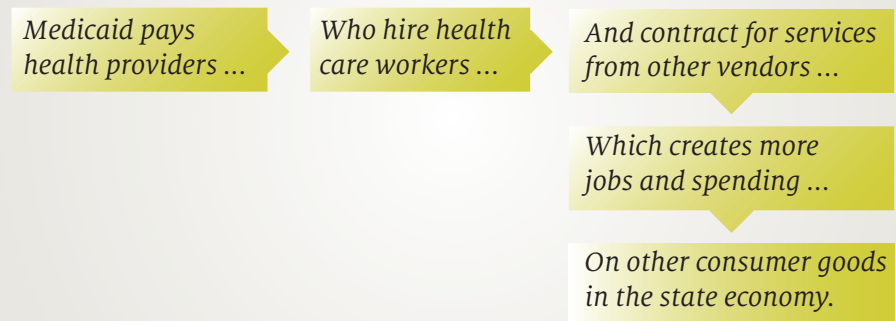 Medicaid pays
health providers ...
Who hire health
care workers ...
And contract for services
from other vendors ...
Which creates more
jobs and spending ...
On other consumer goods
in the state economy.